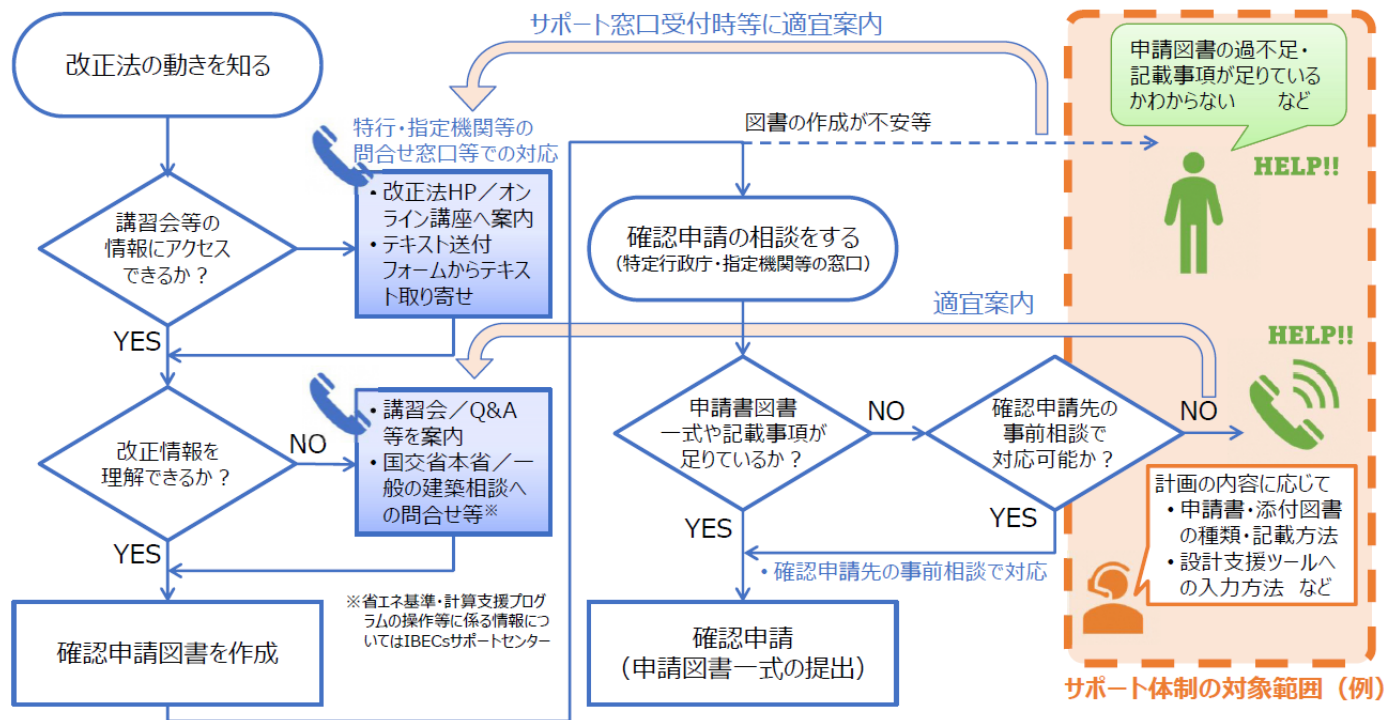 改正法の動きを知る
講習会等の
情報にアクセス
できるか？
YES
特行・指定機関等の
問合せ窓口等での対応
・改正法HP／オン
ライン講座へ案内
・テキスト送付
フォームからテキス
ト取り寄せ
改正情報を
理解できるか？
NO
YES
・講習会／Q&A
等を案内
・国交省本省／一
般の建築相談へ
の問合せ等※
※省エネ基準・計算支援プログ
ラムの操作等に係る情報につ
いてはIBECsサポートセンター
確認申請図書を作成
サポート窓口受付時等に適宜案内
図書の作成が不安等
確認申請の相談をする
（特定行政庁・指定機関等の窓口）
適宜案内
申請書図書
一式や記載事項が
足りているか？
NO
YES
確認申請先の
事前相談で
対応可能か？
NO
YES
・確認申請先の事前相談で対応
確認申請
（申請図書一式の提出）
申請図書の過不足・
記載事項が足りている
かわからない　など
HELP!!
HELP!!
計画の内容に応じて
・申請書・添付図書
の種類・記載方法
・設計支援ツールへ
の入力方法　など
サポート体制の対象範囲（例）